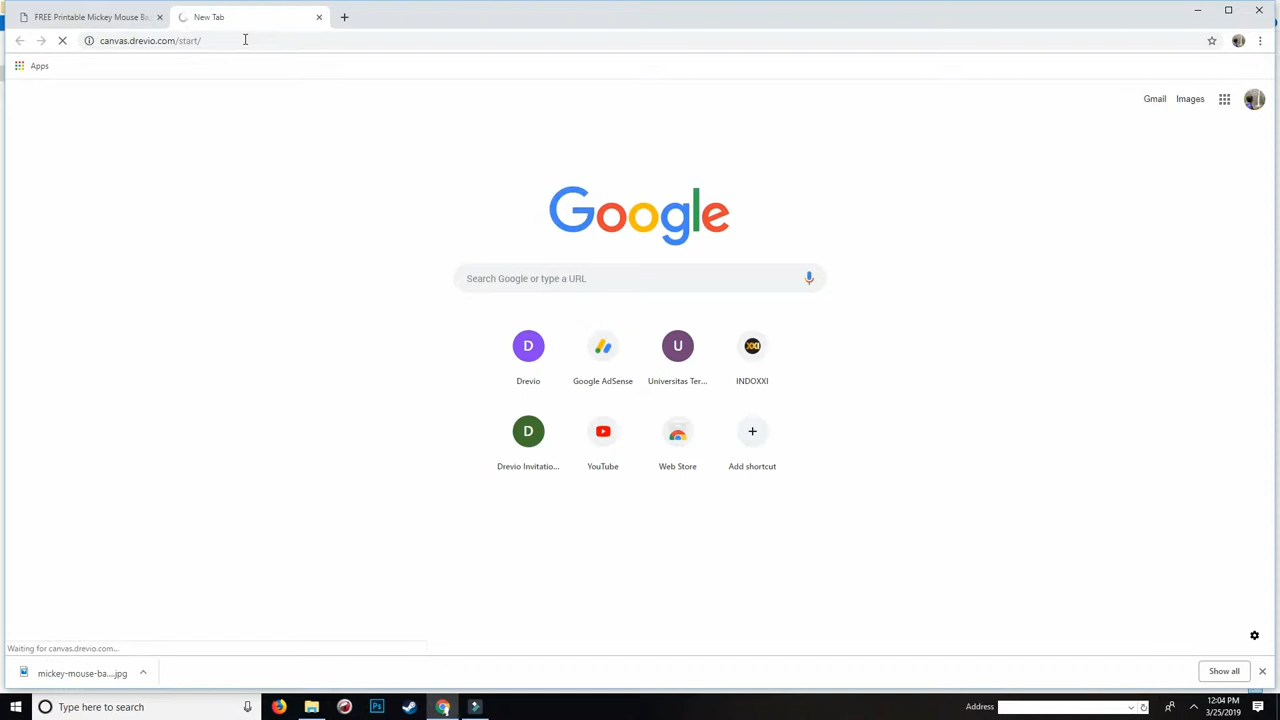 FREE Printable Mickey Mouse Ba
New Tab
canvas.drevio.com/start/
Apps
Gmail
Images
Google
Search Google or type a URL
D
U
XXI
Drevio
Google AdSense
Universitas Ter...
INDOXXI
D
Drevio Invitatio...
YouTube
Web Store
Add shortcut
Waiting for canvas.drevio.com...
mickey-mouse-ba....jpg
Show all
Type here to search
Ps
Address
12:04 PM
3/25/2019